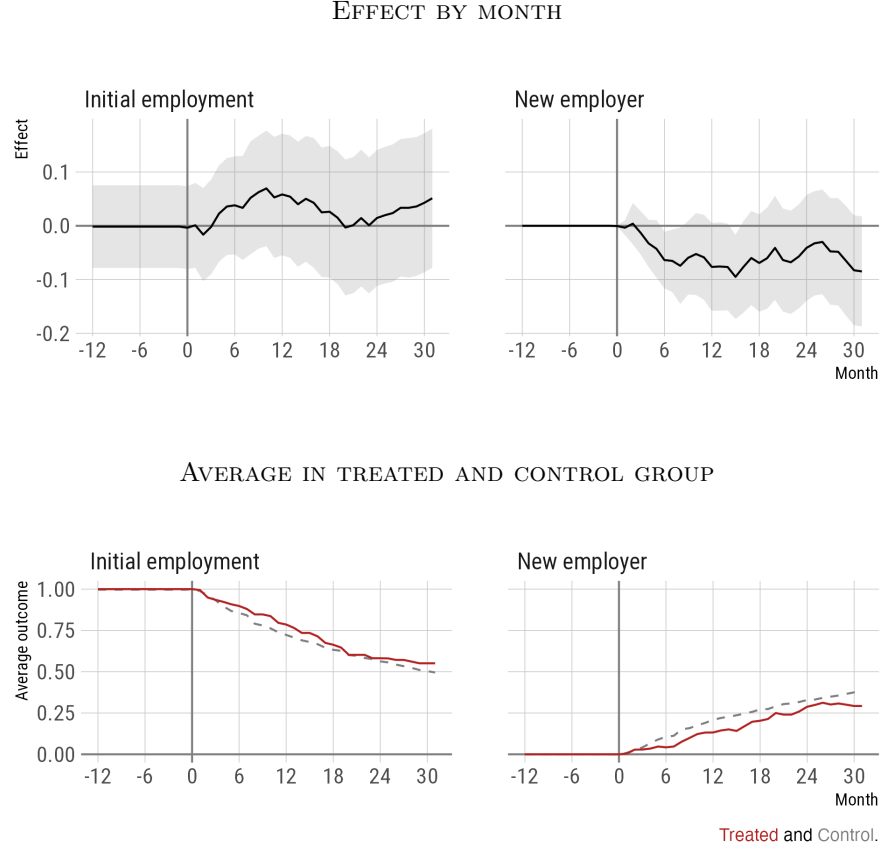 EFFECT BY MONTH
Initial employment
New employer
Effect
0.1
0.0
-0.1
-0.2
-12 -6 0 6 12 18 24 30
-12 -6 0 6 12 18 24 30
Month
AVERAGE IN TREATED AND CONTROL GROUP
Initial employment
New employer
Average outcome
1.00
0.75
0.50
0.25
0.00
-12 -6 0 6 12 18 24 30
-12 -6 0 6 12 18 24 30
Month
Treated and Control.